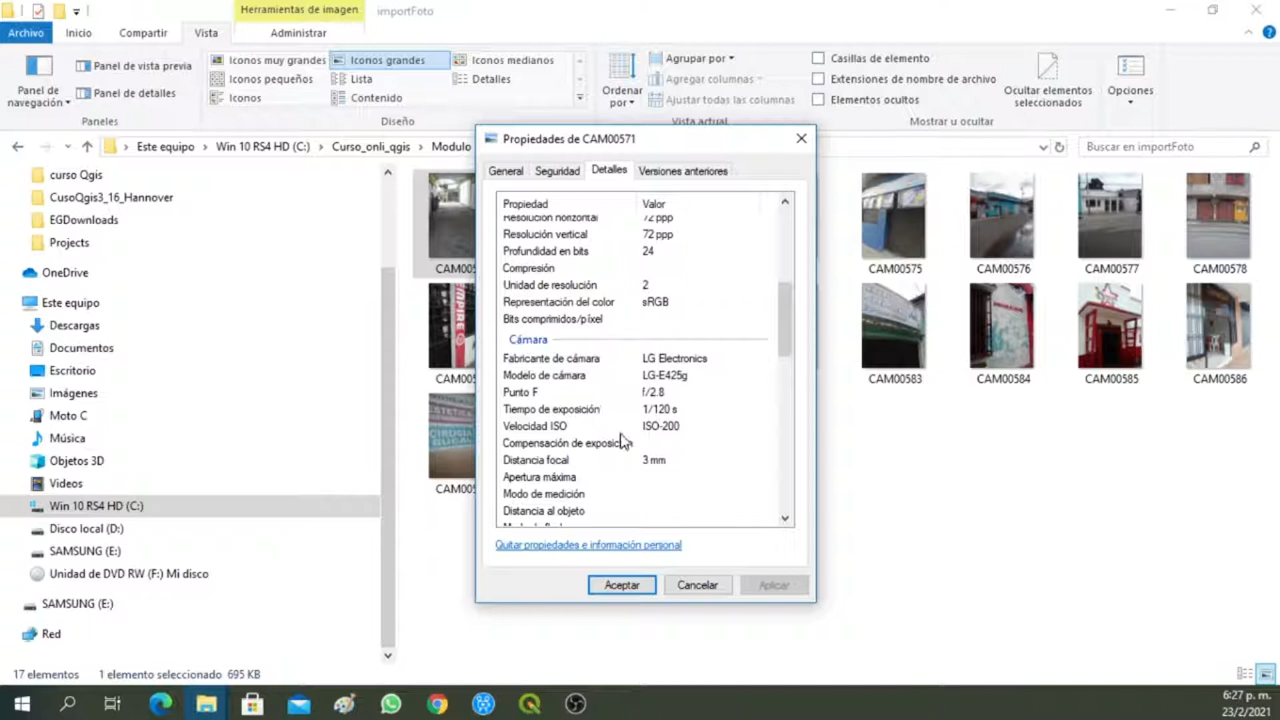 Herramientas de imagen
importFoto
Archivo
Inicio
Compartir
Vista
Administrar
Panel de navegación
Panel de vista previa
Panel de detalles
Paneles
Iconos muy grandes
Iconos grandes
Iconos medianos
Iconos pequeños
Lista
Detalles
Iconos
Contenido
Diseño
Ordenar por
Agrupar por
Agregar columnas
Ajustar todas las columnas
Vista actual
Casillas de elemento
Extensiones de nombre de archivo
Elementos ocultos
Ocultar elementos seleccionados
Mostrar u ocultar
Opciones
Este equipo
Win 10 RS4 HD (C:)
Curso_onli_qgis
Modulo
Buscar en importFoto
curso Qgis
CusoQgis3_16_Hannover
EGDownloads
Projects
OneDrive
Este equipo
Descargas
Documentos
Escritorio
Imágenes
Moto C
Música
Objetos 3D
Videos
Win 10 RS4 HD (C:)
Disco local (D:)
SAMSUNG (E:)
Unidad de DVD RW (F:) Mi disco
SAMSUNG (E:)
Red
Propiedades de CAM00571
General
Seguridad
Detalles
Versiones anteriores
Propiedad Valor
Resolución horizontal 72 ppp
Resolución vertical 72 ppp
Profundidad en bits 24
Compresión
Unidad de resolución 2
Representación del color sRGB
Bits comprimidos/píxel
Cámara
Fabricante de cámara LG Electronics
Modelo de cámara LG-E425g
Punto F f/2.8
Tiempo de exposición 1/120 s
Velocidad ISO ISO-200
Compensación de exposición
Distancia focal 3 mm
Apertura máxima
Modo de medición
Distancia al objeto
Quitar propiedades e información personal
Aceptar
Cancelar
Aplicar
CAM00575
CAM00576
CAM00577
CAM00578
CAM00583
CAM00584
CAM00585
CAM00586
EMPIRE
17 elementos
1 elemento seleccionado 695 KB
6:27 p. m.
23/2/2021